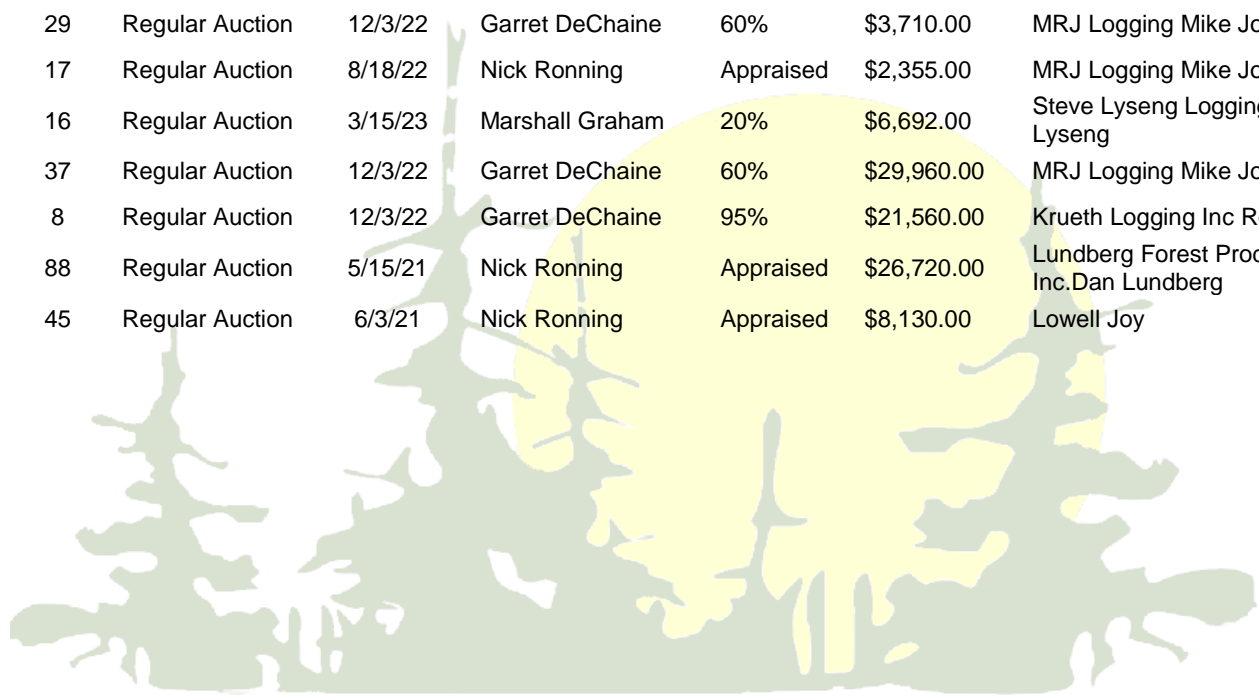 29 Regular Auction 12/3/22 Garret DeChaine 60% $3,710.00 MRJ Logging Mike
17 Regular Auction 8/18/22 Nick Ronning Appraised $2,355.00 MRJ Logging Mike
16 Regular Auction 3/15/23 Marshall Graham 20% $6,692.00 Steve Lyseng Logging
Lyseng
37 Regular Auction 12/3/22 Garret DeChaine 60% $29,960.00 MRJ Logging Mike
8 Regular Auction 12/3/22 Garret DeChaine 95% $21,560.00 Krueth Logging Inc
88 Regular Auction 5/15/21 Nick Ronning Appraised $26,720.00 Lundberg Forest
Inc.Dan Lundberg
45 Regular Auction 6/3/21 Nick Ronning Appraised $8,130.00 Lowell Joy